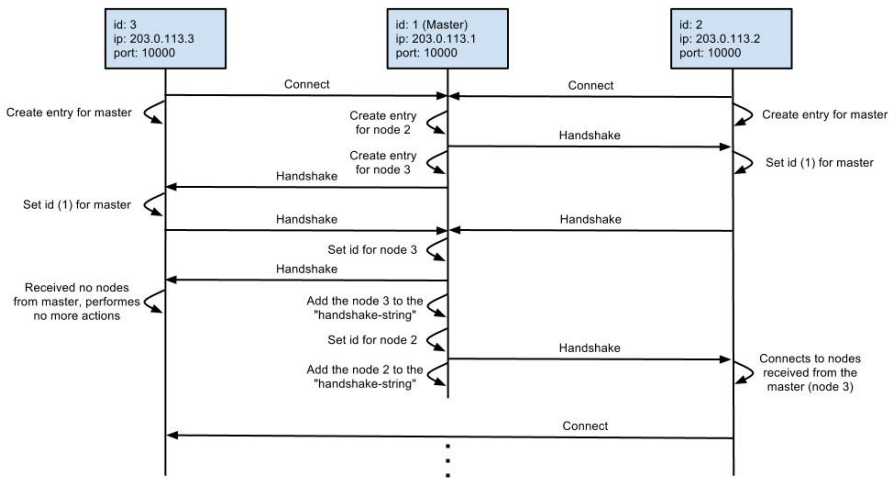 id: 3
ip: 203.0.113.3
port: 10000
id: 1 (Master)
ip: 203.0.113.1
port: 10000
id: 2
ip: 203.0.113.2
port: 10000
Connect
Connect
Create entry for master
Create entry
for node 2
Create entry for master
Handshake
Create entry
for node 3
Set id (1) for master
Handshake
Set id (1) for master
Handshake
Handshake
Set id for node 3
Handshake
Received no nodes
from master, performes
no more actions
Add the node 3 to the
"handshake-string"
Set id for node 2
Handshake
Add the node 2 to the
"handshake-string"
Connects to nodes
received from the
master (node 3)
Connect